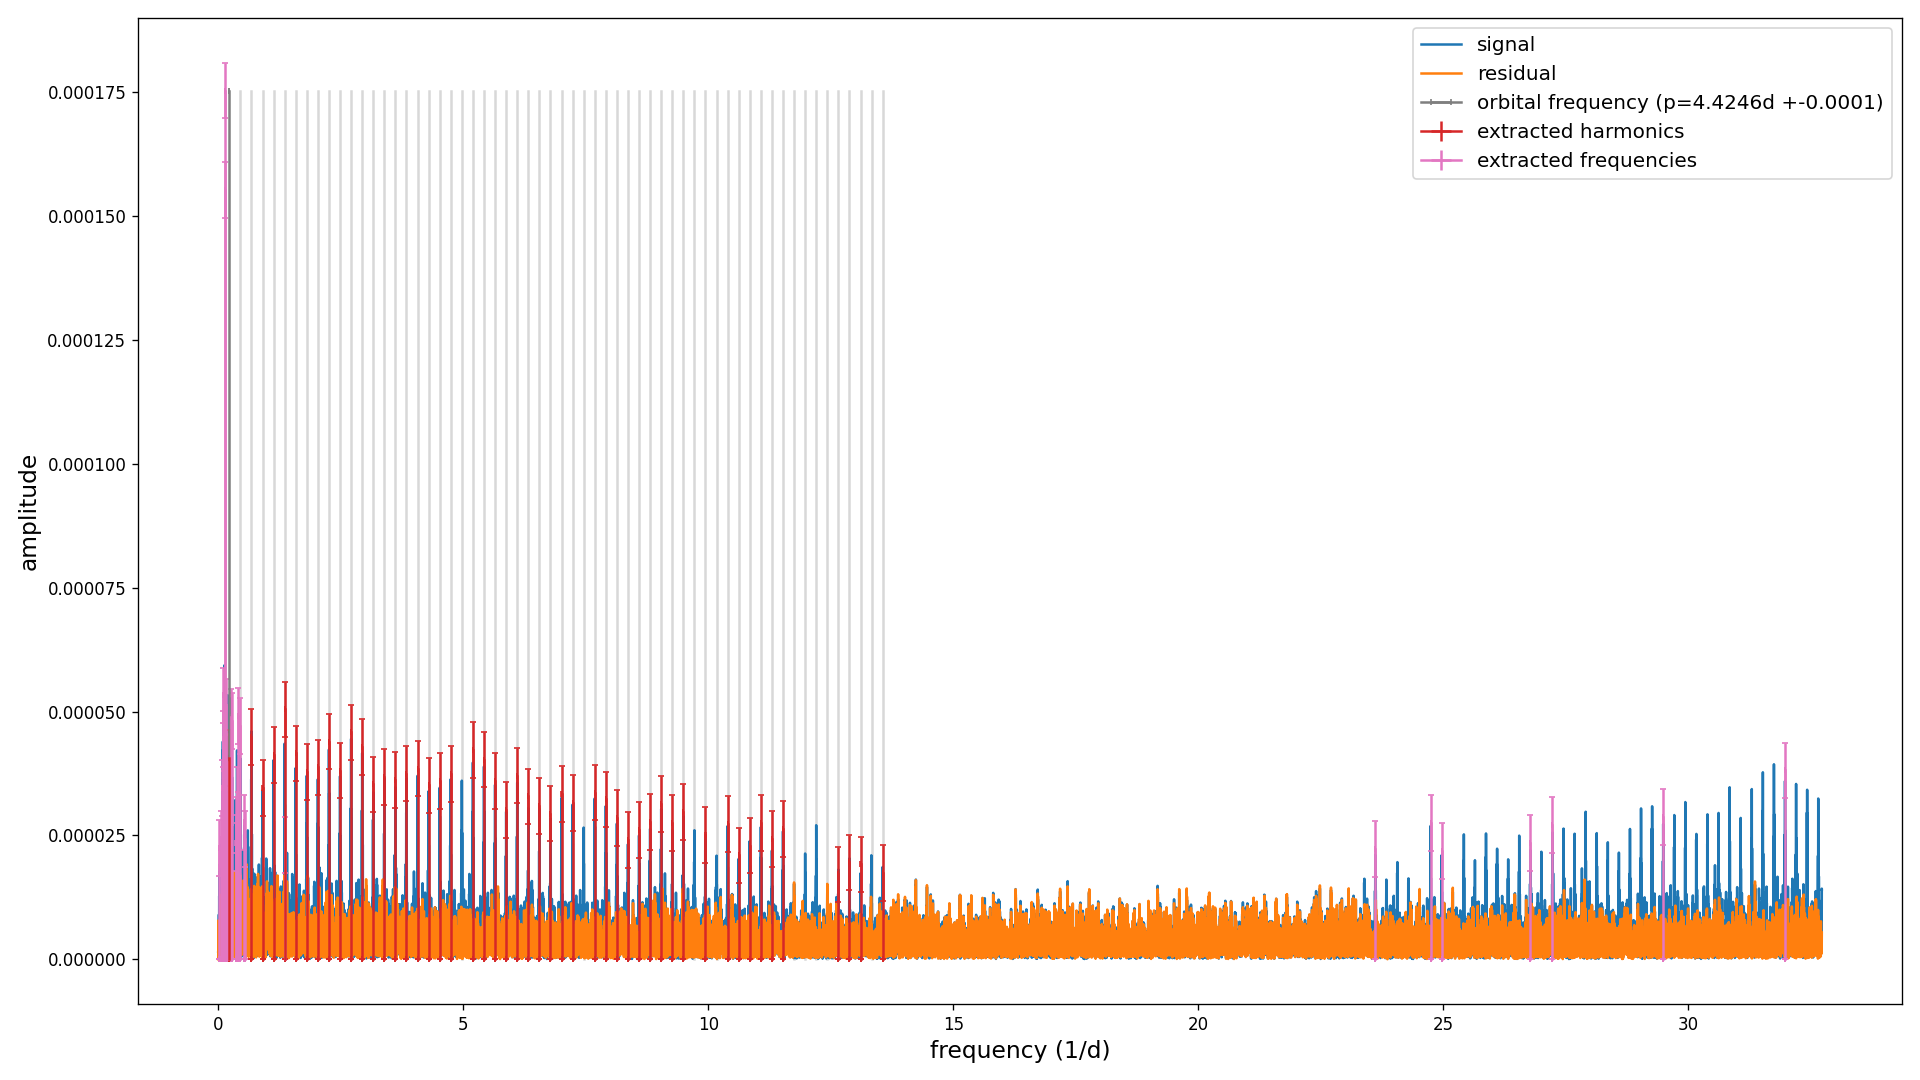 signal
residual
orbital frequency (p=4.4246d +-0.0001)
extracted harmonics
extracted frequencies
amplitude
0.000175
0.000150
0.000125
0.000100
0.000075
0.000050
0.000025
0.000000
0 5 10 15 20 25 30
frequency (1/d)